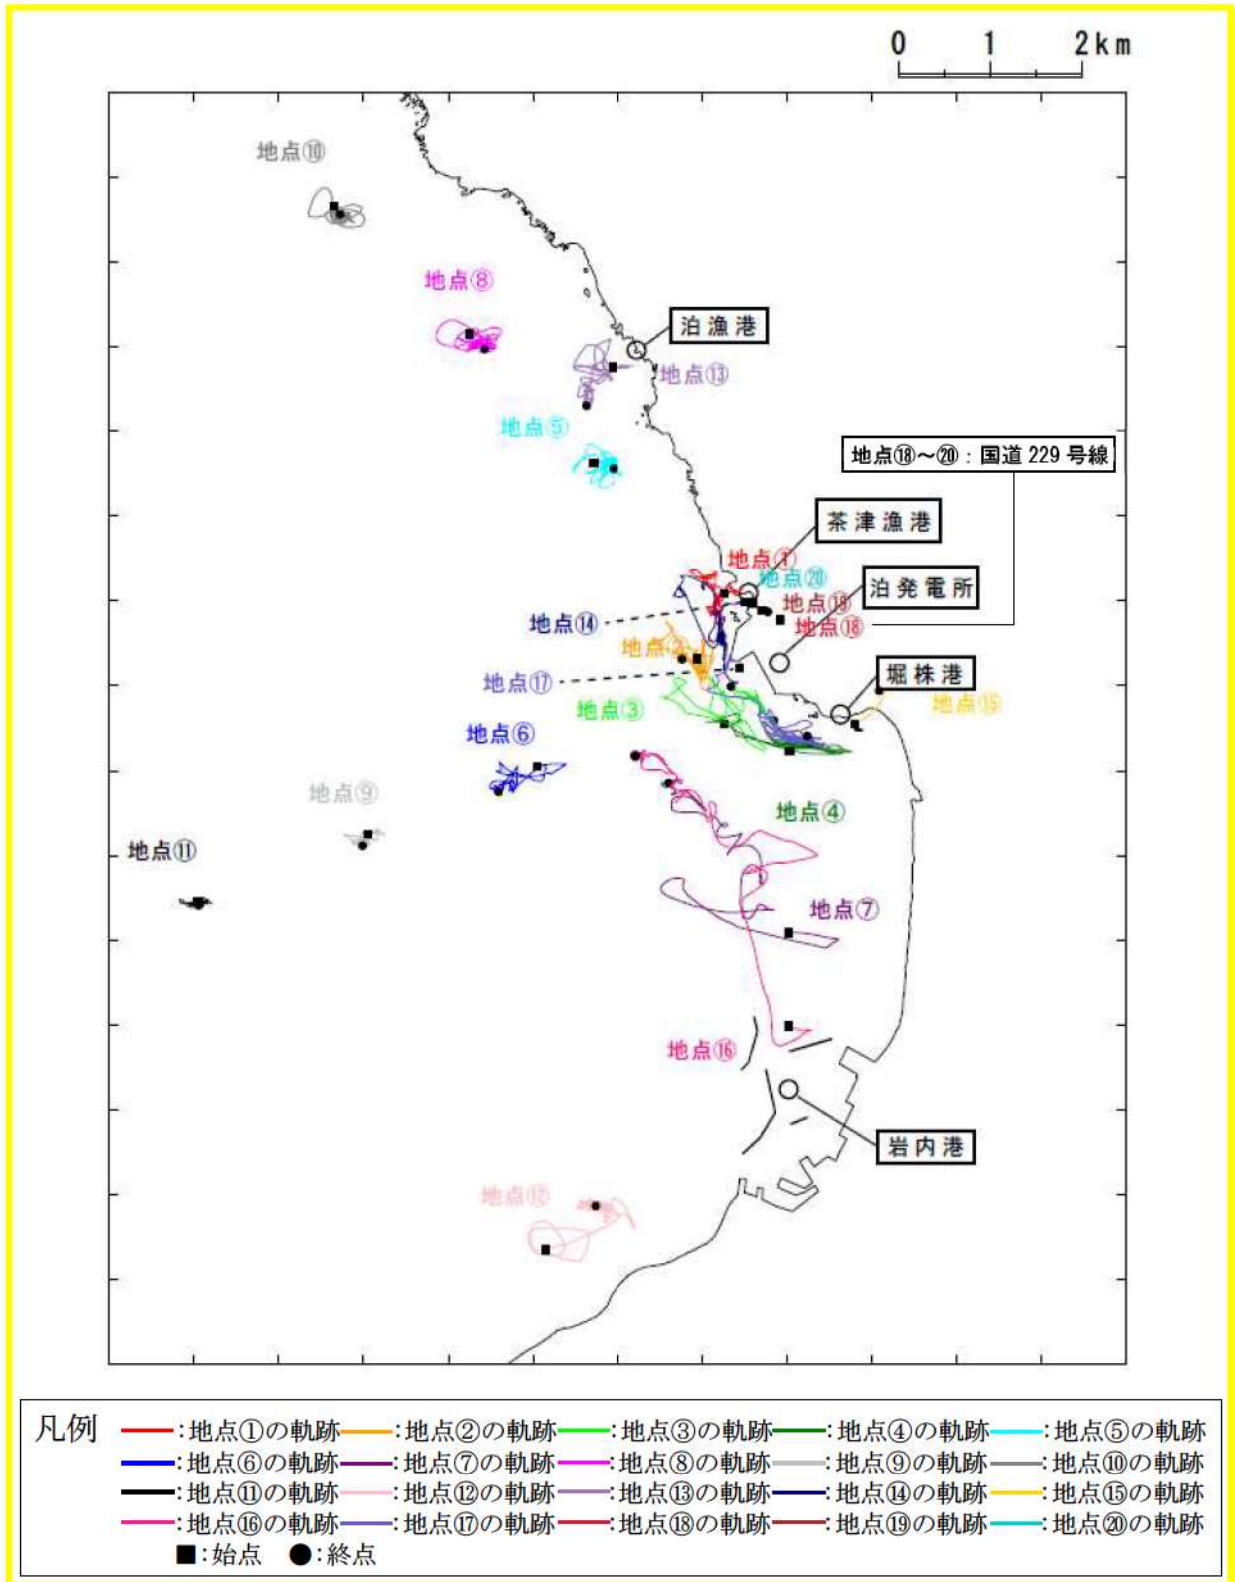 0 1 2km
地点⑩
地点⑧
泊漁港
地点⑬
地点⑤
地点⑱～⑳：国道229号線
茶津漁港
地点①
地点⑳
泊発電所
地点⑲
地点⑭
地点⑱
地点②
堀株港
地点⑰
地点⑮
地点③
地点⑥
地点⑨
地点④
地点⑪
地点⑦
地点⑯
岩内港
地点⑫
凡例 ：地点①の軌跡 ：地点②の軌跡 ：地点③の軌跡 ：地点④の軌跡 ：地点⑤の軌跡
：地点⑥の軌跡 ：地点⑦の軌跡 ：地点⑧の軌跡 ：地点⑨の軌跡 ：地点⑩の軌跡
：地点⑪の軌跡 ：地点⑫の軌跡 ：地点⑬の軌跡 ：地点⑭の軌跡 ：地点⑮の軌跡
：地点⑯の軌跡 ：地点⑰の軌跡 ：地点⑱の軌跡 ：地点⑲の軌跡 ：地点⑳の軌跡
■：始点 ●：終点